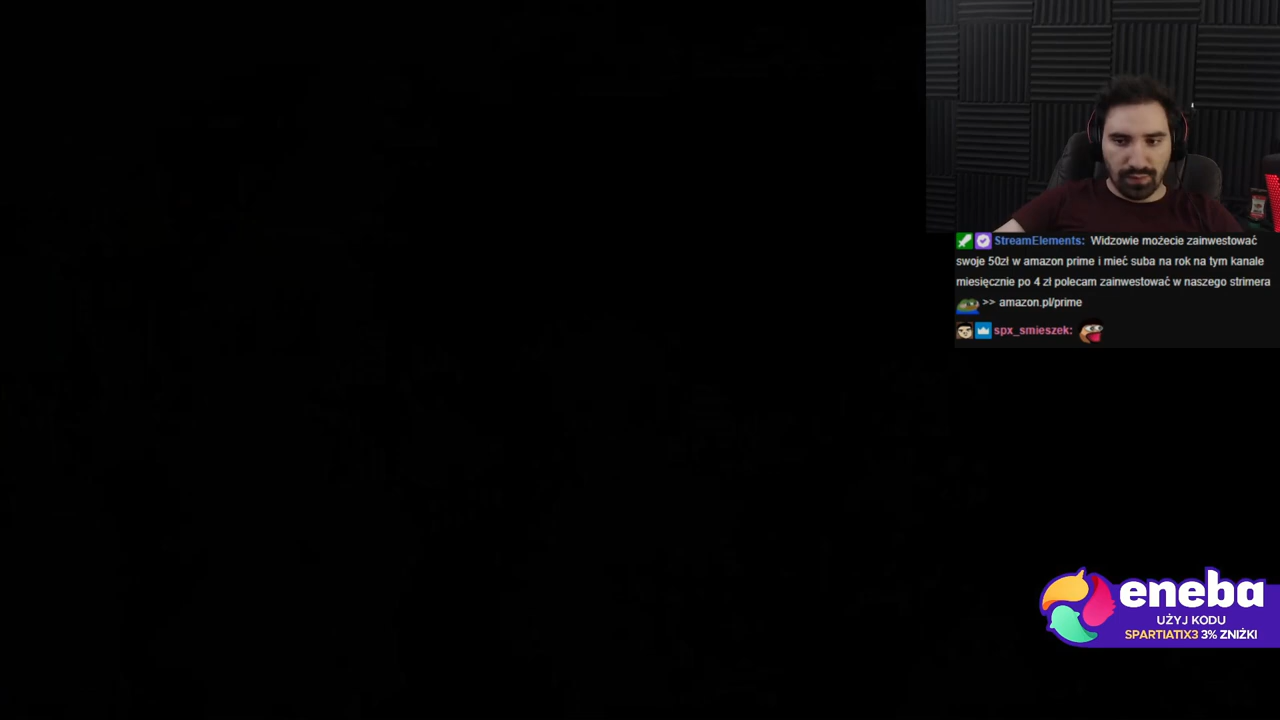 StreamElements: Widzowie możecie zainwestować
swoje 50zł w amazon prime i mieć suba na rok na tym kanale
miesięcznie po 4 zł polecam zainwestować w naszego strimera
>> amazon.pl/prime
spx_smieszek:
eneba
UŻYJ KODU
SPARTIATIX3 3% ZNIŻKI